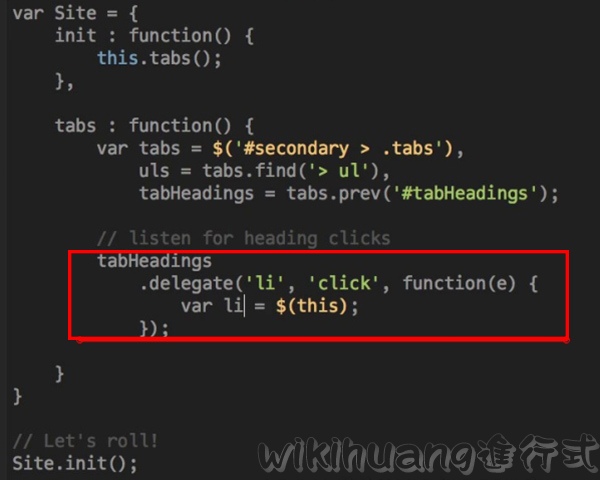 var Site = {
    init : function() {
        this.tabs();
    },
    tabs : function() {
        var tabs = $('#secondary > .tabs'),
            uls = tabs.find('> ul'),
            tabHeadings = tabs.prev('#tabHeadings');
        // listen for heading clicks
        tabHeadings
            .delegate('li', 'click', function(e) {
                var li = $(this);
            });
    }
}
// Let's roll!
Site.init();
wikihuang進行式